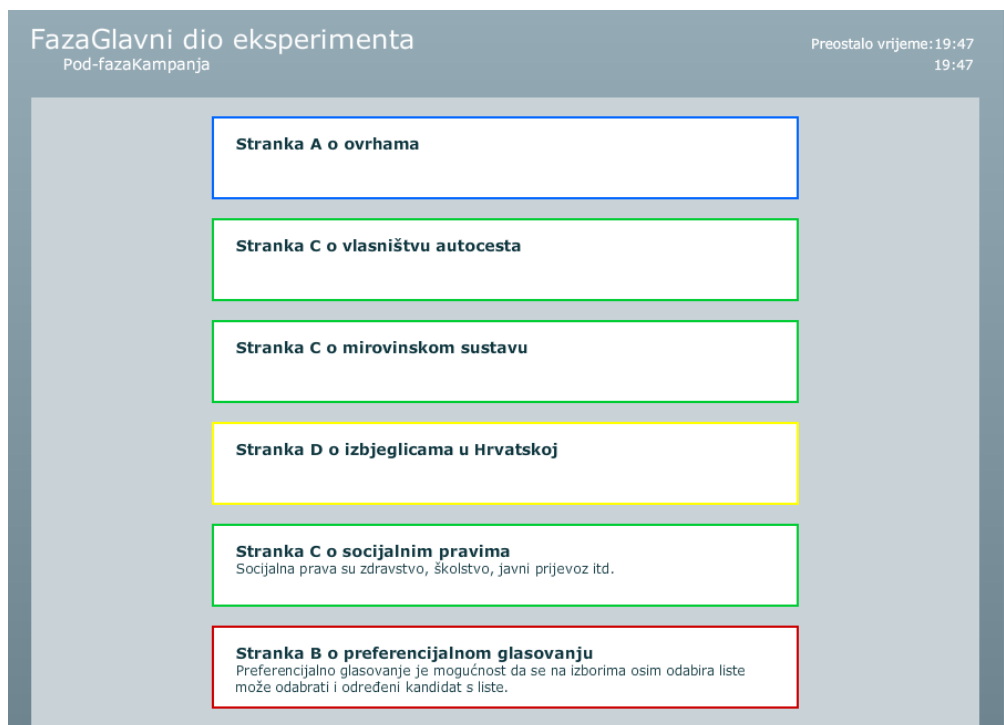 FazaGlavni dio eksperimenta
Pod-fazaKampanja
Preostalo vrijeme:19:47
19:47
Stranka A o ovrhama
Stranka C o vlasništvu autocesta
Stranka C o mirovinskom sustavu
Stranka D o izbjeglicama u Hrvatskoj
Stranka C o socijalnim pravima
Socijalna prava su zdravstvo, školstvo, javni prijevoz itd.
Stranka B o preferencijalnom glasovanju
Preferencijalno glasovanje je mogućnost da se na izborima osim odabira liste
može odabrati i određeni kandidat s liste.